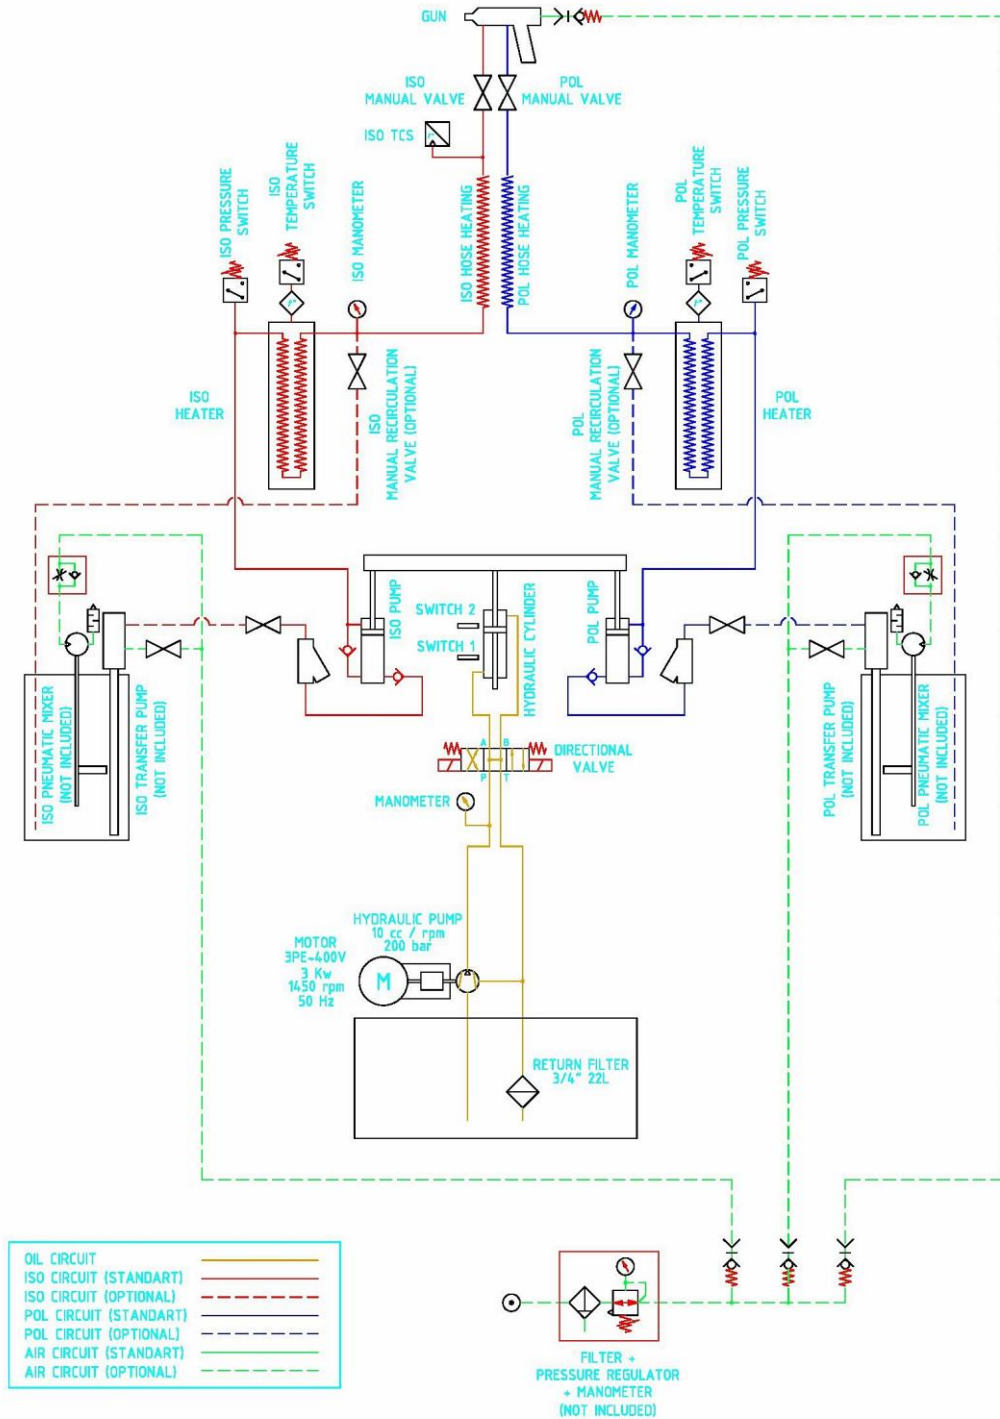 GUN
ISO
MANUAL VALVE
POL
MANUAL VALVE
ISO TCS
ISO PRESSURE
SWITCH
ISO
TEMPERATURE
SWITCH
ISO MANOMETER
ISO HOSE HEATING
POL HOSE HEATING
POL MANOMETER
POL
TEMPERATURE
SWITCH
POL PRESSURE
SWITCH
ISO
HEATER
ISO
MANUAL RECIRCULATION
VALVE (OPTIONAL)
POL
MANUAL RECIRCULATION
VALVE (OPTIONAL)
POL
HEATER
ISO PUMP
SWITCH 2
SWITCH 1
HYDRAULIC CYLINDER
POL PUMP
ISO PNEUMATIC MIXER
(NOT INCLUDED)
ISO TRANSFER PUMP
(NOT INCLUDED)
POL TRANSFER PUMP
(NOT INCLUDED)
POL PNEUMATIC MIXER
(NOT INCLUDED)
A B
P T
DIRECTIONAL
VALVE
MANOMETER
HYDRAULIC PUMP
10 cc / rpm
200 bar
MOTOR
3PE~400V
3 Kw
1450 rpm
50 Hz
M
RETURN FILTER
3/4" 22L
OIL CIRCUIT
ISO CIRCUIT (STANDART)
ISO CIRCUIT (OPTIONAL)
POL CIRCUIT (STANDART)
POL CIRCUIT (OPTIONAL)
AIR CIRCUIT (STANDART)
AIR CIRCUIT (OPTIONAL)
FILTER +
PRESSURE REGULATOR
+ MANOMETER
(NOT INCLUDED)